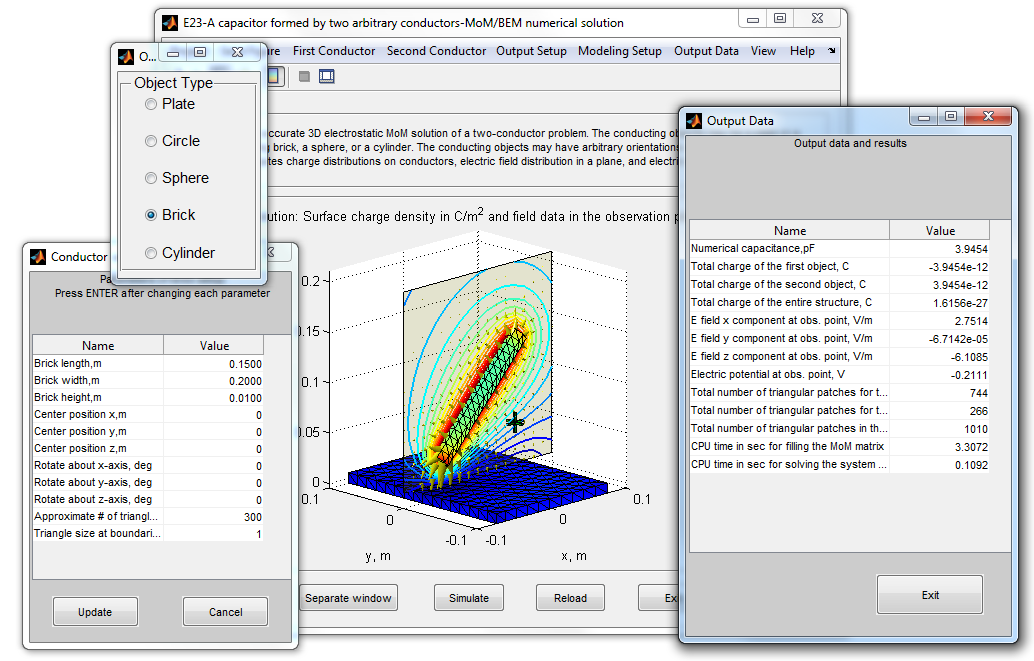 E23-A capacitor formed by two arbitrary conductors-MoM/BEM numerical solution
First Conductor Second Conductor Output Setup Modeling Setup Output Data View Help
O...
Object Type
Plate
Circle
Sphere
Brick
Cylinder
3D electrostatic MoM solution of a two-conductor problem. The conducting
brick, a sphere, or a cylinder. The conducting objects may have arbitrary
charge distributions on conductors, electric field distribution in a plane, and
Surface charge density in C/m2 and field data in the observation
0.2
0.15
0.1
0.05
0
0.1
0
-0.1
-0.1
0
0.1
y, m
x, m
Separate window
Simulate
Reload
Conductor
Press ENTER after changing each parameter
Name Value
Brick length,m 0.1500
Brick width,m 0.2000
Brick height,m 0.0100
Center position x,m 0
Center position y,m 0
Center position z,m 0
Rotate about x-axis, deg 0
Rotate about y-axis, deg 0
Rotate about z-axis, deg 0
Approximate # of triangl... 300
Triangle size at boundari... 1
Update
Cancel
Output Data
Output data and results
Name Value
Numerical capacitance,pF 3.9454
Total charge of the first object, C -3.9454e-12
Total charge of the second object, C 3.9454e-12
Total charge of the entire structure, C 1.6156e-27
E field x component at obs. point, V/m 2.7514
E field y component at obs. point, V/m -6.7142e-05
E field z component at obs. point, V/m -6.1085
Electric potential at obs. point, V -0.2111
Total number of triangular patches for t... 744
Total number of triangular patches for t... 266
Total number of triangular patches in th... 1010
CPU time in sec for filling the MoM matrix 3.3072
CPU time in sec for solving the system ... 0.1092
Exit